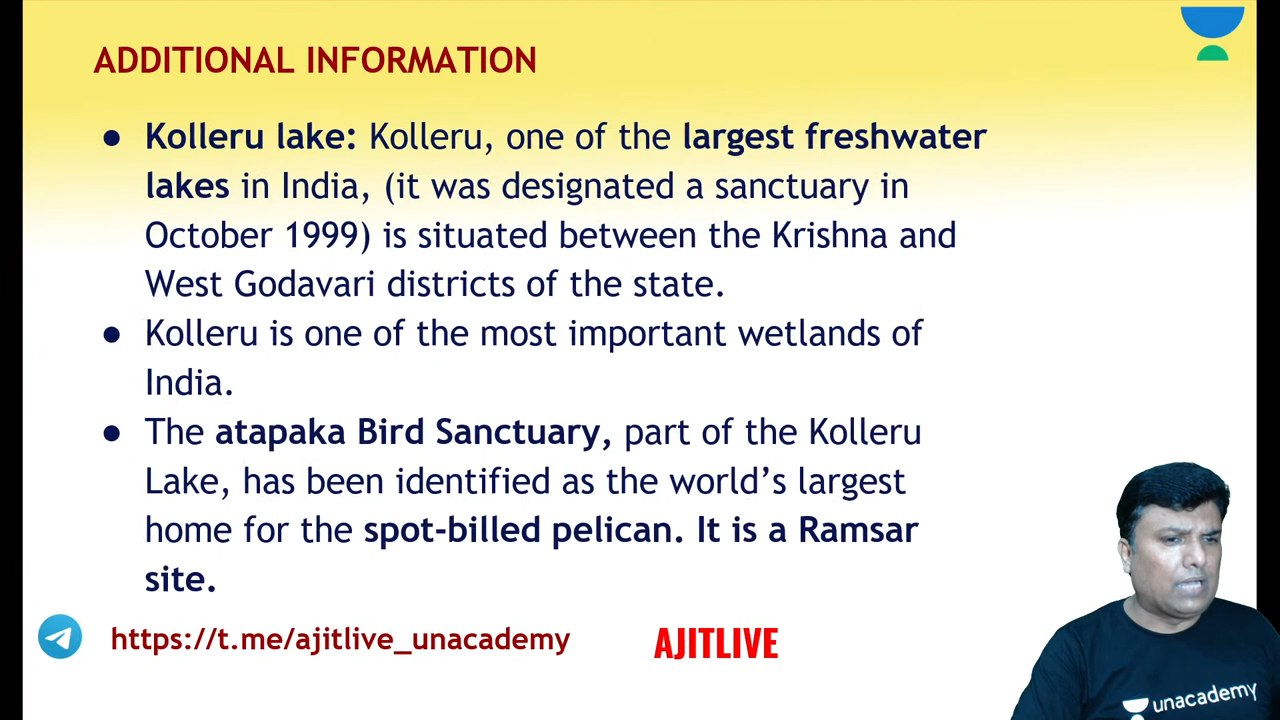 ADDITIONAL INFORMATION
● Kolleru lake: Kolleru, one of the largest freshwater
lakes in India, (it was designated a sanctuary in
October 1999) is situated between the Krishna and
West Godavari districts of the state.
● Kolleru is one of the most important wetlands of
India.
● The atapaka Bird Sanctuary, part of the Kolleru
Lake, has been identified as the world’s largest
home for the spot-billed pelican. It is a Ramsar
site.
https://t.me/ajitlive_unacademy
AJITLIVE
unacademy